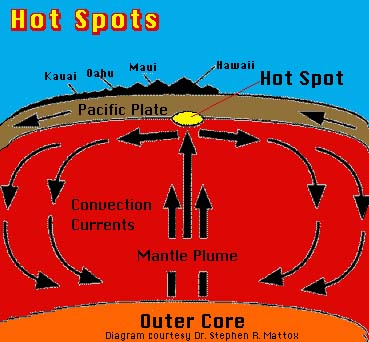 Hot Spots
Kauai
Oahu
Maui
Hawaii
Hot Spot
Pacific Plate
Convection
Currents
Mantle Plume
Outer Core
Diagram courtesy Dr. Stephen R. Mattox